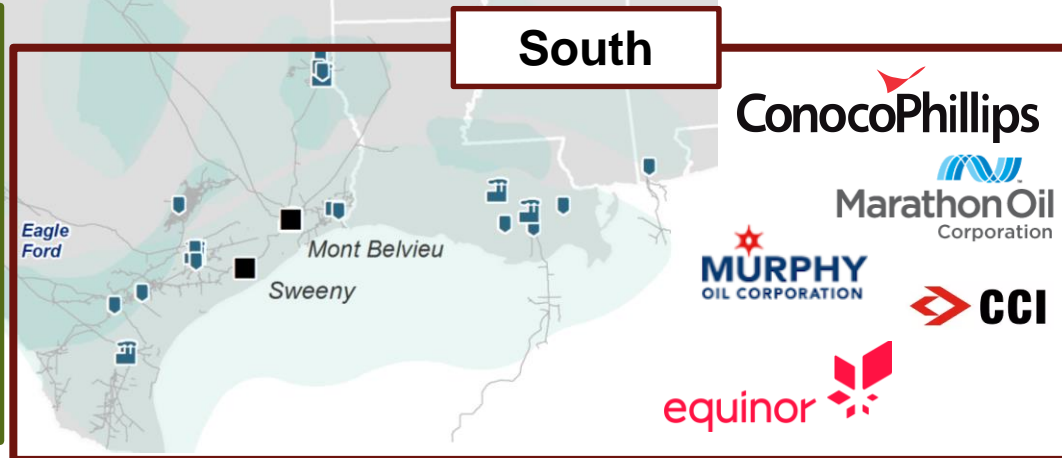 South
Eagle
Ford
Mont Belvieu
Sweeny
ConocoPhillips
Marathon Oil
Corporation
MURPHY
OIL CORPORATION
CCI
equinor